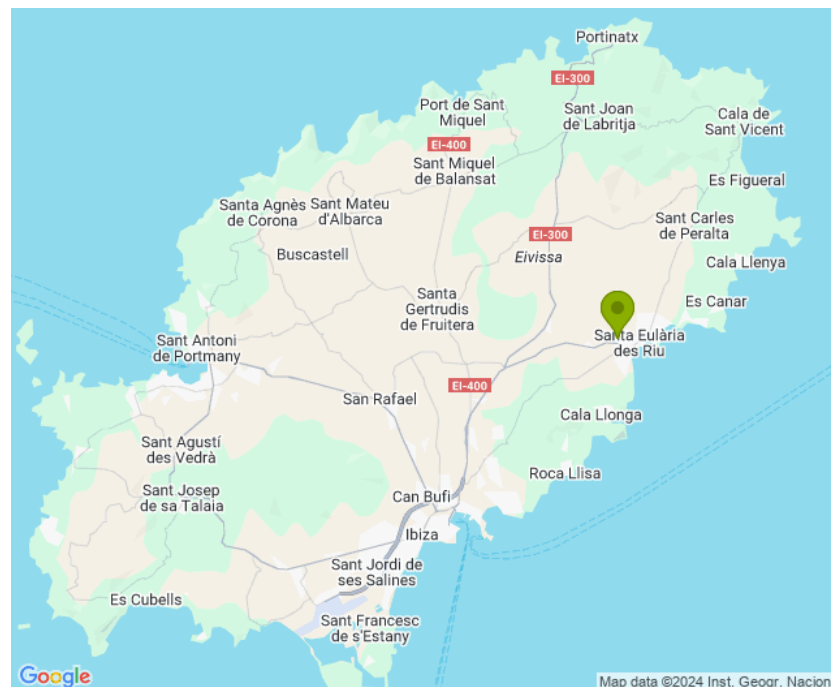 Portinatx
EI-300
Port de Sant
Miquel
Sant Joan
de Labritja
Cala de
Sant Vicent
EI-400
Sant Miquel
de Balansat
Es Figueral
Santa Agnès
de Corona
Sant Mateu
d'Albarca
Sant Carles
de Peralta
EI-300
Buscastell
Eivissa
Cala Llenya
Santa
Gertrudis
de Fruitera
Es Canar
Sant Antoni
de Portmany
Santa Eulària
des Riu
EI-400
San Rafael
Cala Llonga
Sant Agustí
des Vedrà
Roca Llisa
Sant Josep
de sa Talaia
Can Bufi
Ibiza
Sant Jordi de
ses Salines
Es Cubells
Sant Francesc
de s'Estany
Google
Map data ©2024 Inst. Geogr. Nacion